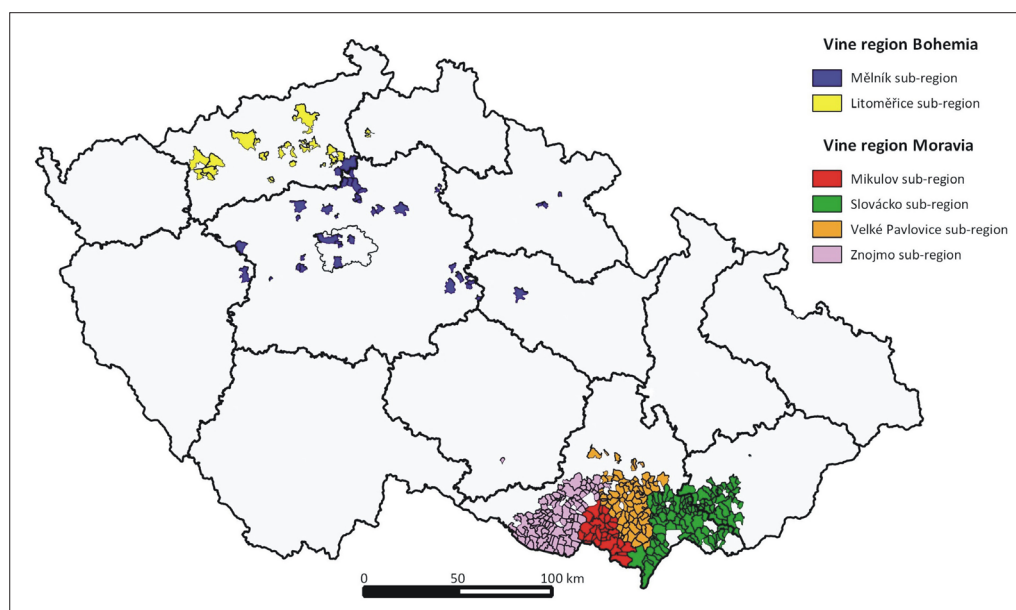 Vine region Bohemia
Mělník sub-region
Litoměřice sub-region
Vine region Moravia
Mikulov sub-region
Slovácko sub-region
Velké Pavlovice sub-region
Znojmo sub-region
0 50 100 km